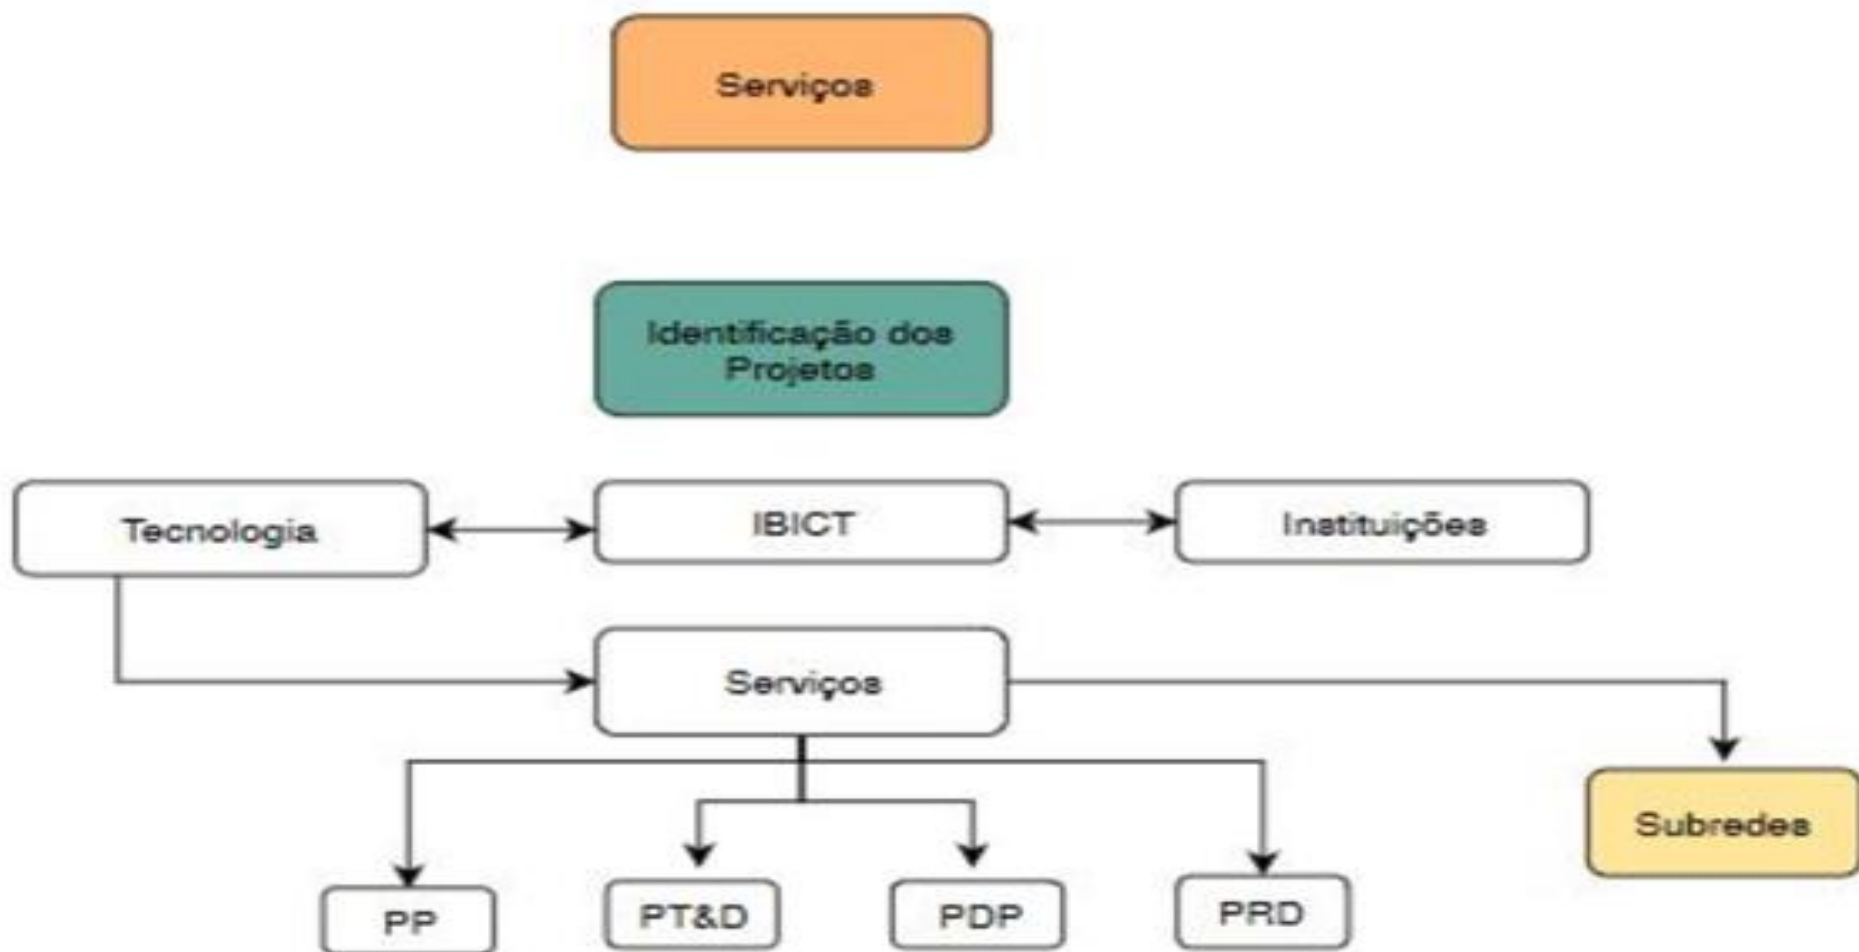 Serviços
Identificação dos
Projetos
Tecnologia
IBICT
Instituições
Serviços
Subredes
PP
PT&D
PDP
PRD